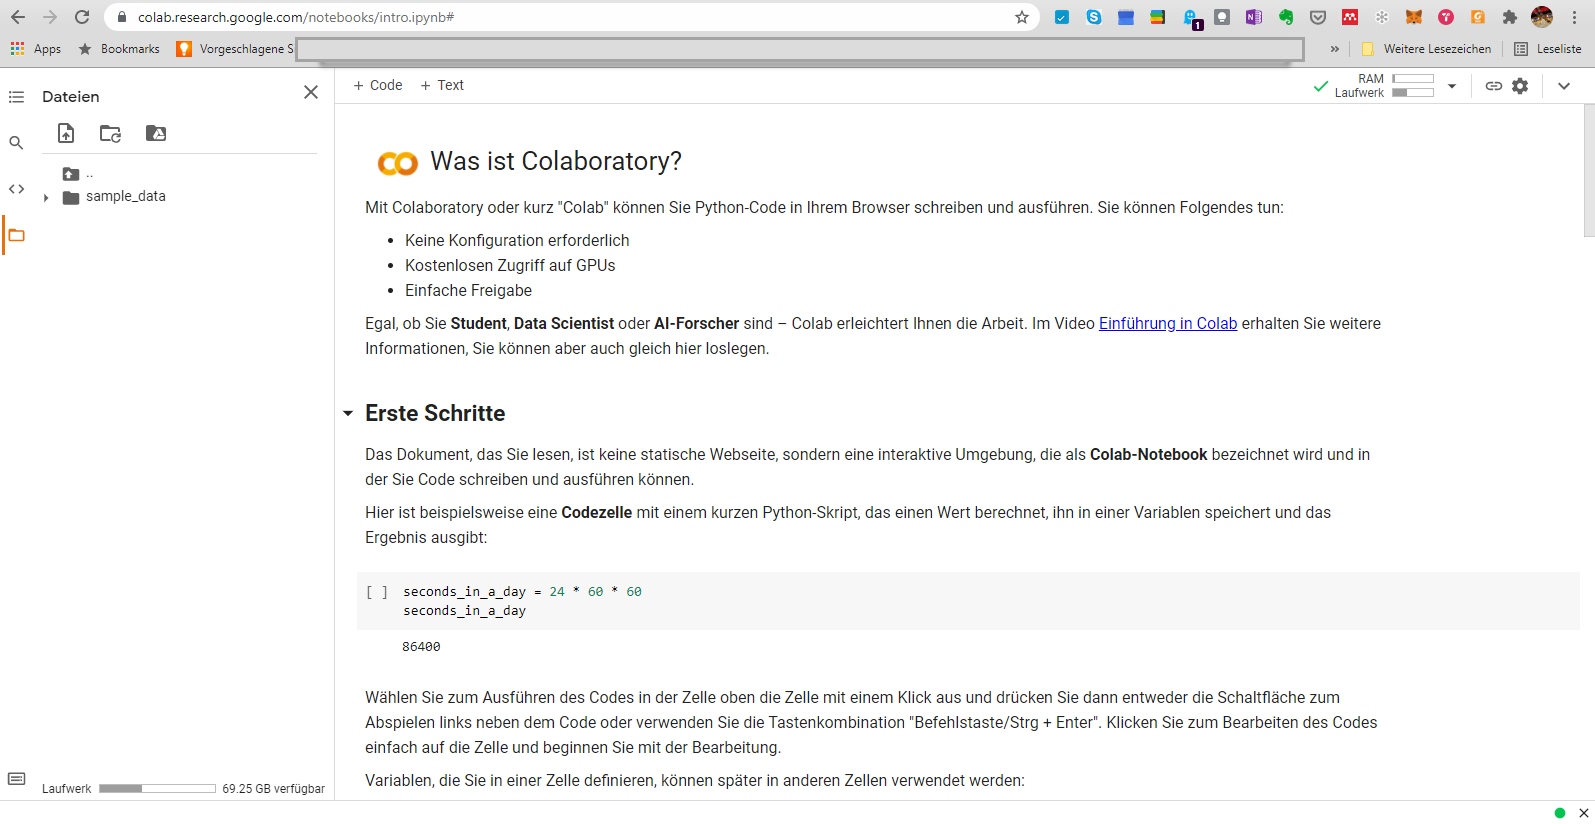 colab.research.google.com/notebooks/intro.ipynb#
1
Apps Bookmarks Vorgeschlagene S » Weitere Lesezeichen Leseliste
Dateien
+ Code + Text
RAM
Laufwerk
..
sample_data
Was ist Colaboratory?
Mit Colaboratory oder kurz "Colab" können Sie Python-Code in Ihrem Browser schreiben und ausführen. Sie können Folgendes tun:
• Keine Konfiguration erforderlich
• Kostenlosen Zugriff auf GPUs
• Einfache Freigabe
Egal, ob Sie Student, Data Scientist oder AI-Forscher sind – Colab erleichtert Ihnen die Arbeit. Im Video Einführung in Colab erhalten Sie weitere
Informationen, Sie können aber auch gleich hier loslegen.
Erste Schritte
Das Dokument, das Sie lesen, ist keine statische Webseite, sondern eine interaktive Umgebung, die als Colab-Notebook bezeichnet wird und in
der Sie Code schreiben und ausführen können.
Hier ist beispielsweise eine Codezelle mit einem kurzen Python-Skript, das einen Wert berechnet, ihn in einer Variablen speichert und das
Ergebnis ausgibt:
[ ] seconds_in_a_day = 24 * 60 * 60
seconds_in_a_day
86400
Wählen Sie zum Ausführen des Codes in der Zelle oben die Zelle mit einem Klick aus und drücken Sie dann entweder die Schaltfläche zum
Abspielen links neben dem Code oder verwenden Sie die Tastenkombination "Befehlstaste/Strg + Enter". Klicken Sie zum Bearbeiten des Codes
einfach auf die Zelle und beginnen Sie mit der Bearbeitung.
Variablen, die Sie in einer Zelle definieren, können später in anderen Zellen verwendet werden:
Laufwerk 69.25 GB verfügbar